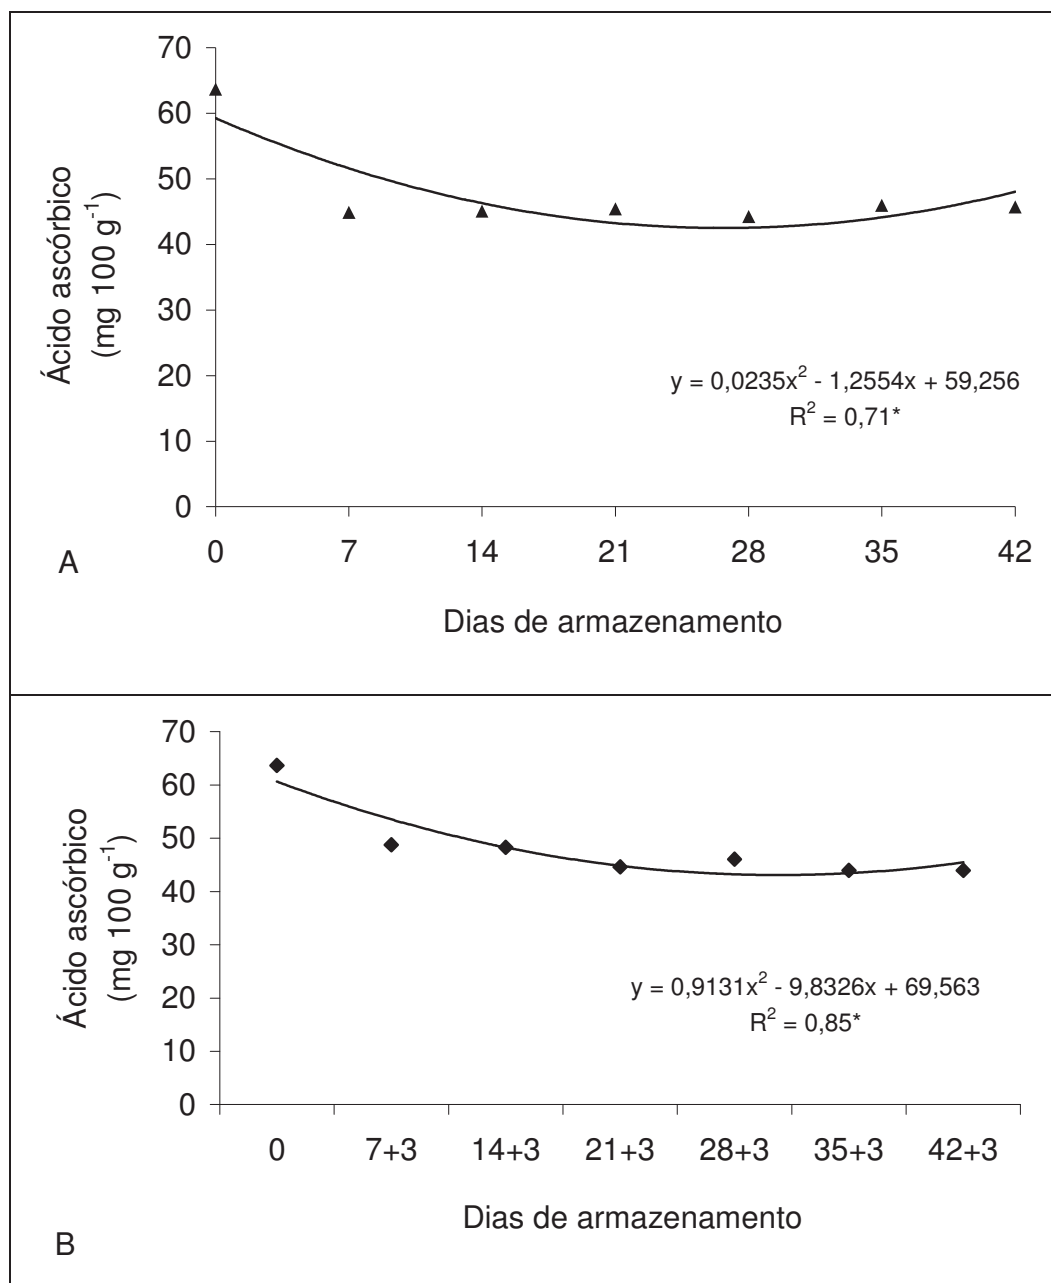 70
60
50
40
30
20
10
0
Ácido ascórbico
(mg 100 g-1)
y = 0,0235x2 - 1,2554x + 59,256
R2 = 0,71*
0 7 14 21 28 35 42
A
Dias de armazenamento
70
60
50
40
30
20
10
0
Ácido ascórbico
(mg 100 g-1)
y = 0,9131x2 - 9,8326x + 69,563
R2 = 0,85*
0 7+3 14+3 21+3 28+3 35+3 42+3
Dias de armazenamento
B